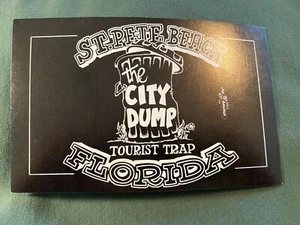 ST. PETE BEACH
the
CITY
DUMP
TOURIST TRAP
FLORIDA